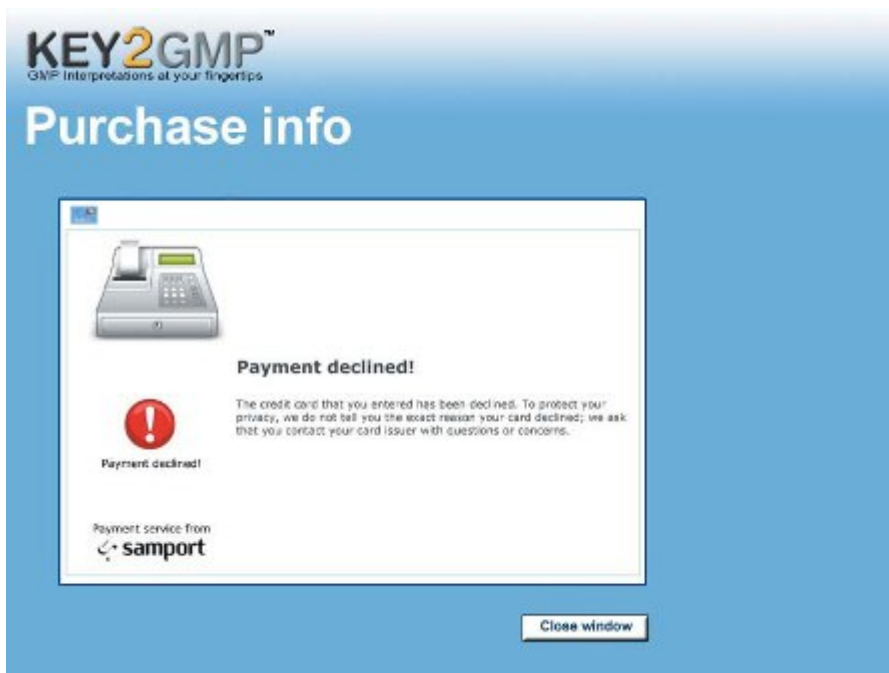 KEY2GMP™
GMP Interpretations at your fingertips
Purchase info
Payment declined!
The credit card that you entered has been declined. To protect your
privacy, we do not tell you the exact reason your card declined; we ask
that you contact your card issuer with questions or concerns.
Payment declined!
Payment service from
samport
Close window